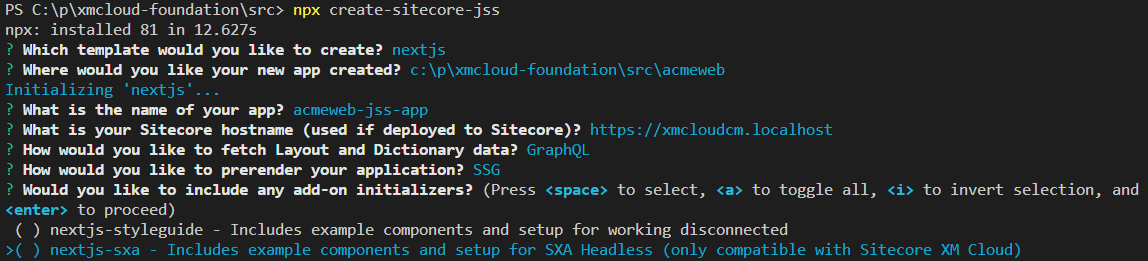 PS C:\p\xmcloud-foundation\src> npx create-sitecore-jss
npx: installed 81 in 12.627s
? Which template would you like to create? nextjs
? Where would you like your new app created? c:\p\xmcloud-foundation\src\acmeweb
Initializing 'nextjs'...
? What is the name of your app? acmeweb-jss-app
? What is your Sitecore hostname (used if deployed to Sitecore)? https://xmcloudcm.localhost
? How would you like to fetch Layout and Dictionary data? GraphQL
? How would you like to prerender your application? SSG
? Would you like to include any add-on initializers? (Press <space> to select, <a> to toggle all, <i> to invert selection, and
<enter> to proceed)
 ( ) nextjs-styleguide - Includes example components and setup for working disconnected
>( ) nextjs-sxa - Includes example components and setup for SXA Headless (only compatible with Sitecore XM Cloud)